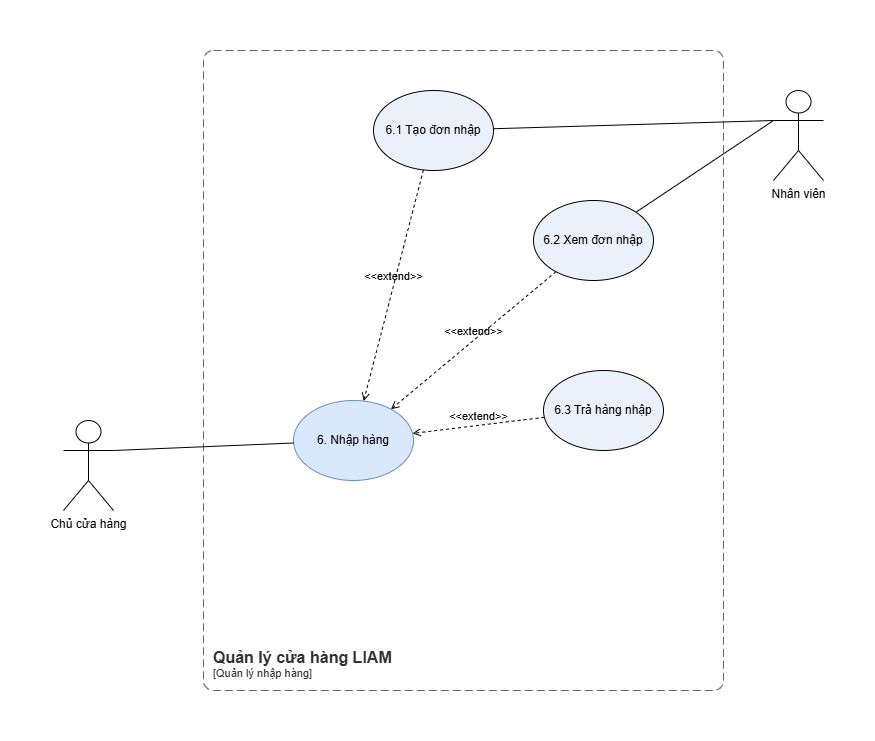 6.1 Tạo đơn nhập
Nhân viên
6.2 Xem đơn nhập
<<extend>>
<<extend>>
6.3 Trả hàng nhập
<<extend>>
6. Nhập hàng
Chủ cửa hàng
Quản lý cửa hàng LIAM
[Quản lý nhập hàng]